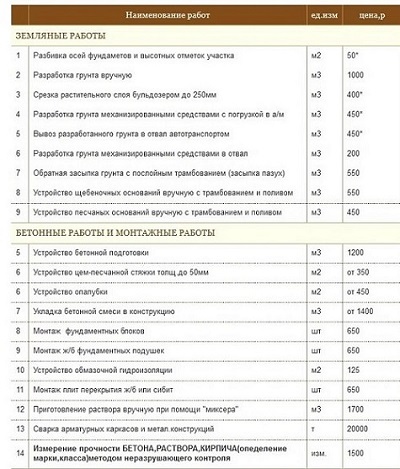 Наименование работ ед.изм цена,р
ЗЕМЛЯНЫЕ РАБОТЫ
1 Разбивка осей фундаметов и высотных отметок участка м2 50*
2 Разработка грунта вручную м3 1000
3 Срезка растительного слоя бульдозером до 250мм м3 400*
4 Разработка грунта механизированными средствами с погрузкой в а/м м3 450*
5 Вывоз разработанного грунта в отвал автотранспортом м3 450*
6 Разработка грунта механизированными средствами в отвал м3 200
7 Обратная засыпка грунта с послойным трамбованием (засыпка пазух) м3 550
8 Устройство щебеночных оснований вручную с трамбованием и поливом м3 550
9 Устройство песчаных оснований вручную с трамбованием и поливом м3 450
БЕТОННЫЕ РАБОТЫ И МОНТАЖНЫЕ РАБОТЫ
5 Устройство бетонной подготовки м3 1200
6 Устройство цем-песчанной стяжки толщ.до 50мм м2 от 350
6 Устройство опалубки м2 от 450
7 Укладка бетонной смеси в конструкцию м3 от 1400
8 Монтаж фундаментных блоков шт 650
9 Монтаж ж/б фундаментных подушек шт 650
10 Устройство обмазочной гидроизоляции м2 125
11 Монтаж плит перекрытия ж/б или сибит шт 650
12 Приготовление раствора вручную при помощи "миксера" м3 1700
13 Сварка арматурных каркасов и метал.конструкций т 20000
14 Измерение прочности БЕТОНА,РАСТВОРА,КИРПИЧА(опеделение изм. 1500
марки,класса)методом неразрушающего контроля